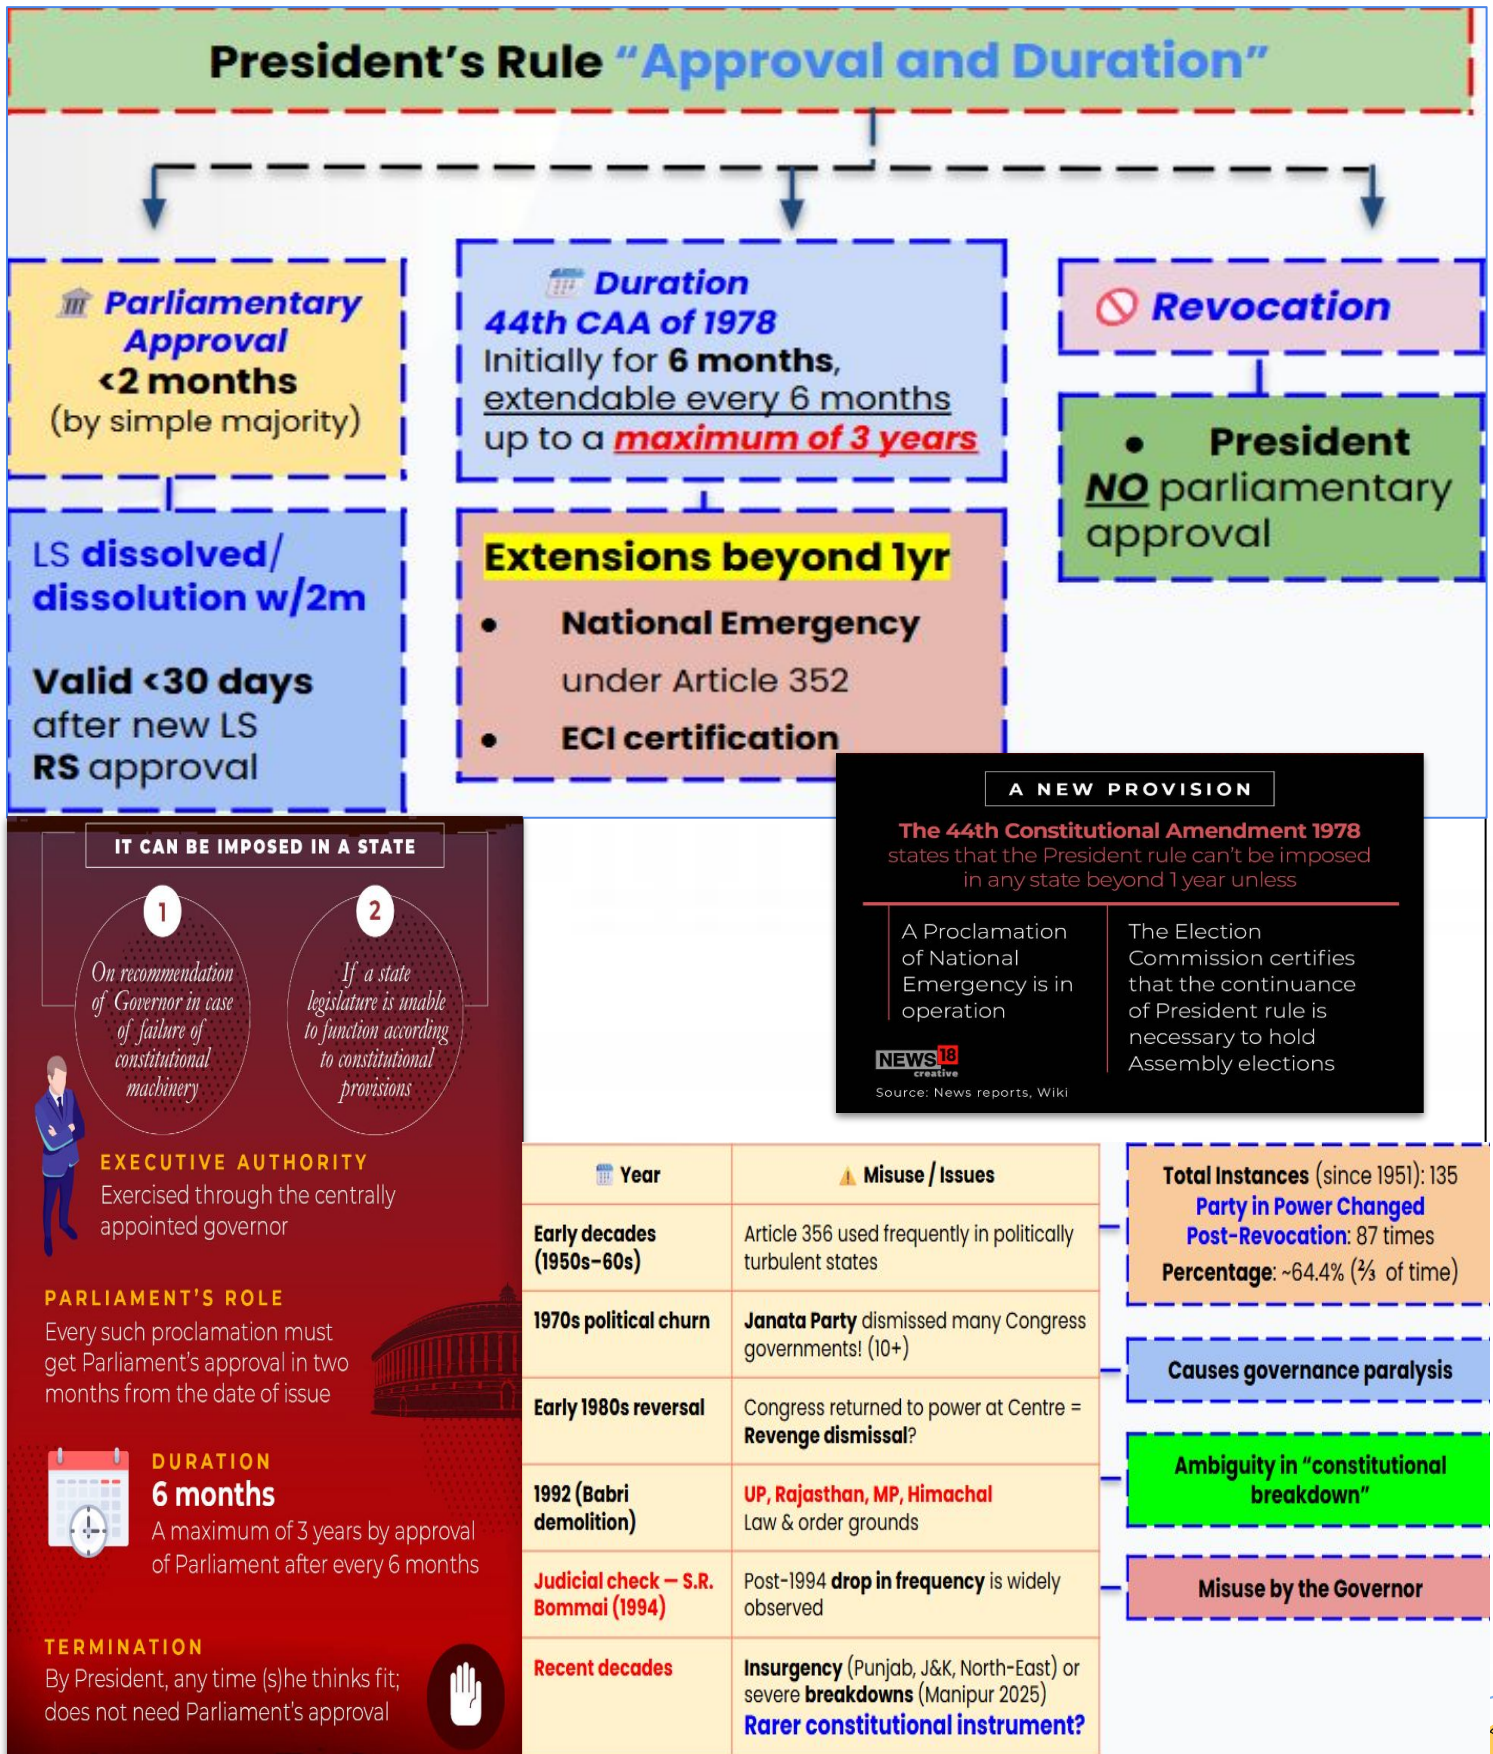 President's Rule “Approval and Duration”
Parliamentary
Approval
<2 months
(by simple majority)
LS dissolved/
dissolution w/2m
Valid <30 days
after new LS
RS approval
Duration
44th CAA of 1978
Initially for 6 months,
extendable every 6 months
up to a maximum of 3 years
Extensions beyond 1yr
● National Emergency
under Article 352
● ECI certification
Revocation
● President
NO parliamentary
approval
A NEW PROVISION
The 44th Constitutional Amendment 1978
states that the President rule can't be imposed
in any state beyond 1 year unless
A Proclamation
of National
Emergency is in
operation
The Election
Commission certifies
that the continuance
of President rule is
necessary to hold
Assembly elections
NEWS18
creative
Source: News reports, Wiki
IT CAN BE IMPOSED IN A STATE
1
On recommendation
of Governor in case
of failure of
constitutional
machinery
2
If a state
legislature is unable
to function according
to constitutional
provisions
EXECUTIVE AUTHORITY
Exercised through the centrally
appointed governor
PARLIAMENT'S ROLE
Every such proclamation must
get Parliament's approval in two
months from the date of issue
DURATION
6 months
A maximum of 3 years by approval
of Parliament after every 6 months
TERMINATION
By President, any time (s)he thinks fit;
does not need Parliament's approval
Year
Misuse / Issues
Early decades
(1950s–60s)
Article 356 used frequently in politically
turbulent states
1970s political churn
Janata Party dismissed many Congress
governments! (10+)
Early 1980s reversal
Congress returned to power at Centre =
Revenge dismissal?
1992 (Babri
demolition)
UP, Rajasthan, MP, Himachal
Law & order grounds
Judicial check – S.R.
Bommai (1994)
Post-1994 drop in frequency is widely
observed
Recent decades
Insurgency (Punjab, J&K, North-East) or
severe breakdowns (Manipur 2025)
Rarer constitutional instrument?
Total Instances (since 1951): 135
Party in Power Changed
Post-Revocation: 87 times
Percentage: ~64.4% (⅔ of time)
Causes governance paralysis
Ambiguity in “constitutional
breakdown”
Misuse by the Governor